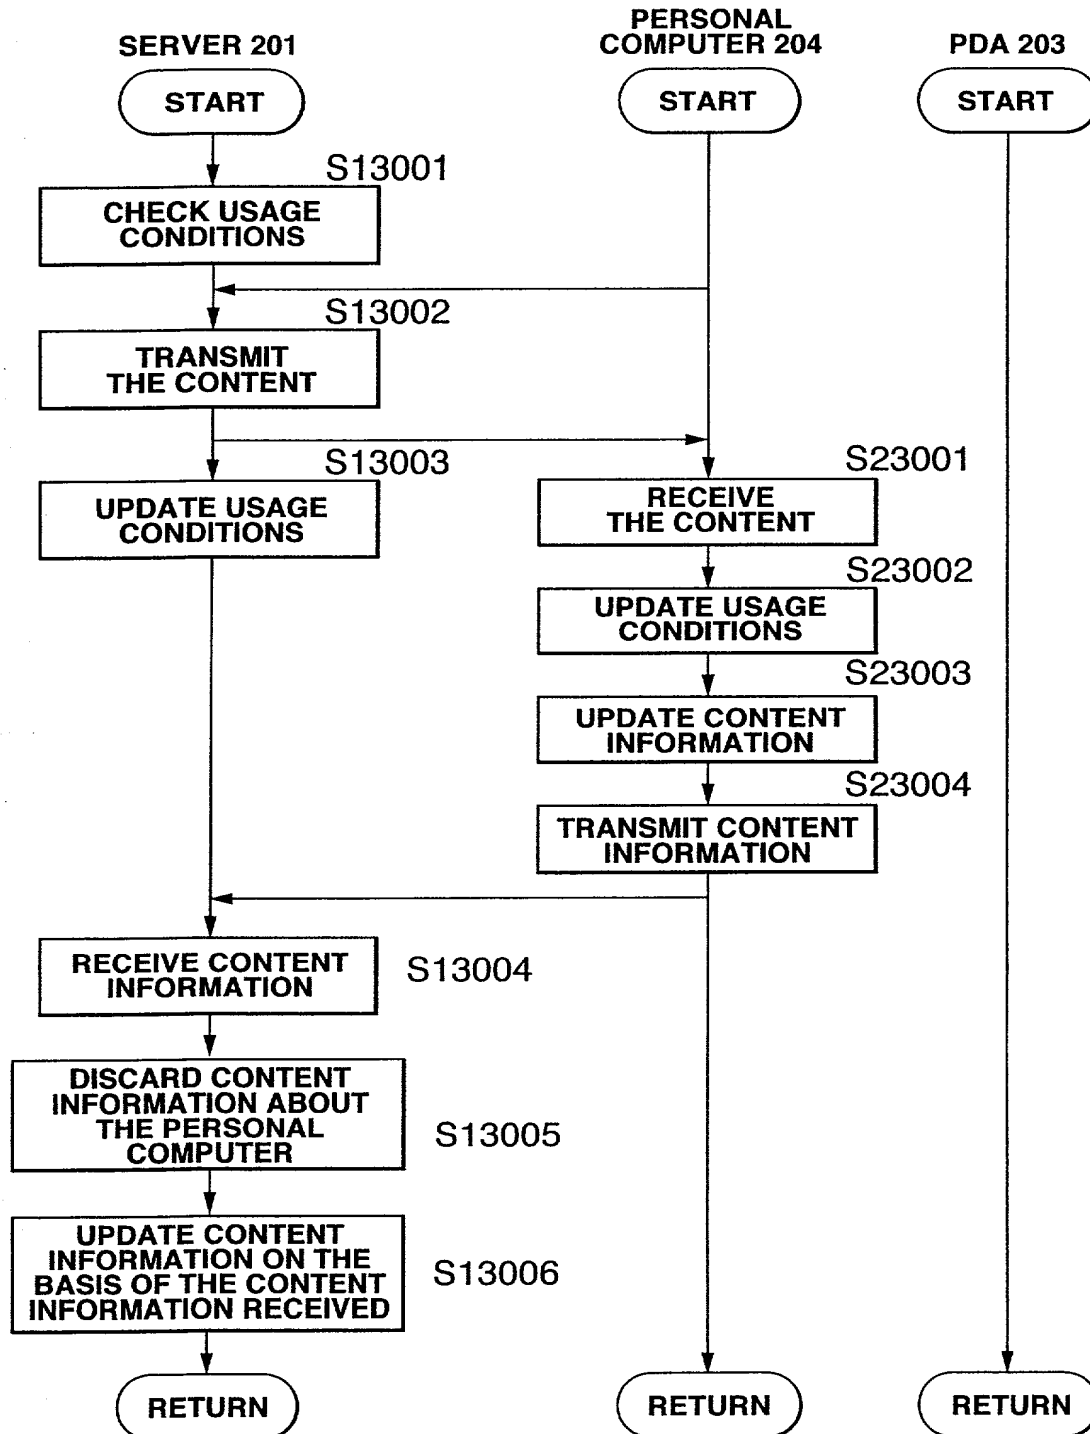 SERVER 201
PERSONAL
COMPUTER 204
PDA 203
START
START
START
S13001
CHECK USAGE
CONDITIONS
S13002
TRANSMIT
THE CONTENT
S13003
UPDATE USAGE
CONDITIONS
S23001
RECEIVE
THE CONTENT
S23002
UPDATE USAGE
CONDITIONS
S23003
UPDATE CONTENT
INFORMATION
S23004
TRANSMIT CONTENT
INFORMATION
RECEIVE CONTENT
INFORMATION
S13004
DISCARD CONTENT
INFORMATION ABOUT
THE PERSONAL
COMPUTER
S13005
UPDATE CONTENT
INFORMATION ON THE
BASIS OF THE CONTENT
INFORMATION RECEIVED
S13006
RETURN
RETURN
RETURN